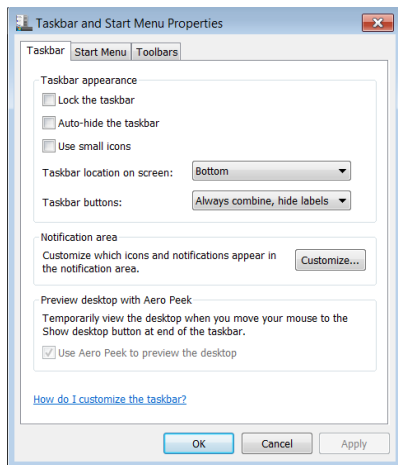 Taskbar and Start Menu Properties
Taskbar Start Menu Toolbars
Taskbar appearance
Lock the taskbar
Auto-hide the taskbar
Use small icons
Taskbar location on screen: Bottom
Taskbar buttons: Always combine, hide labels
Notification area
Customize which icons and notifications appear in
the notification area.
Customize...
Preview desktop with Aero Peek
Temporarily view the desktop when you move your mouse to the
Show desktop button at end of the taskbar.
Use Aero Peek to preview the desktop
How do I customize the taskbar?
OK Cancel Apply